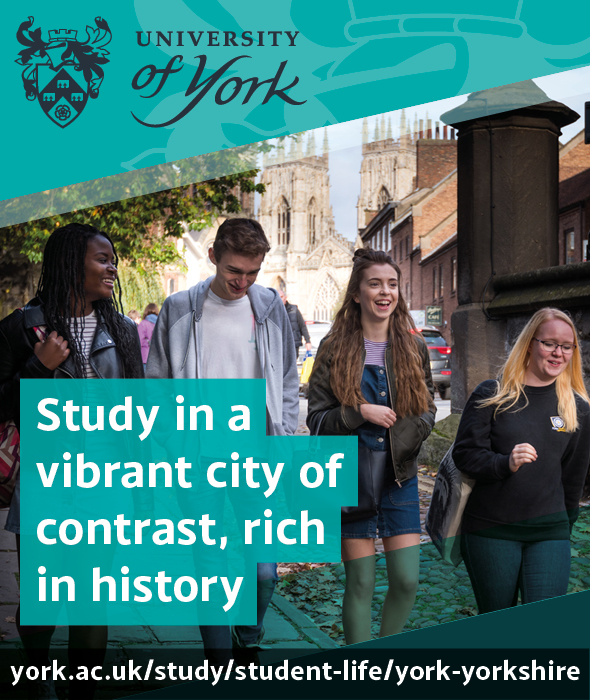 UNIVERSITY
of York
Study in a
vibrant city of
contrast, rich
in history
york.ac.uk/study/student-life/york-yorkshire